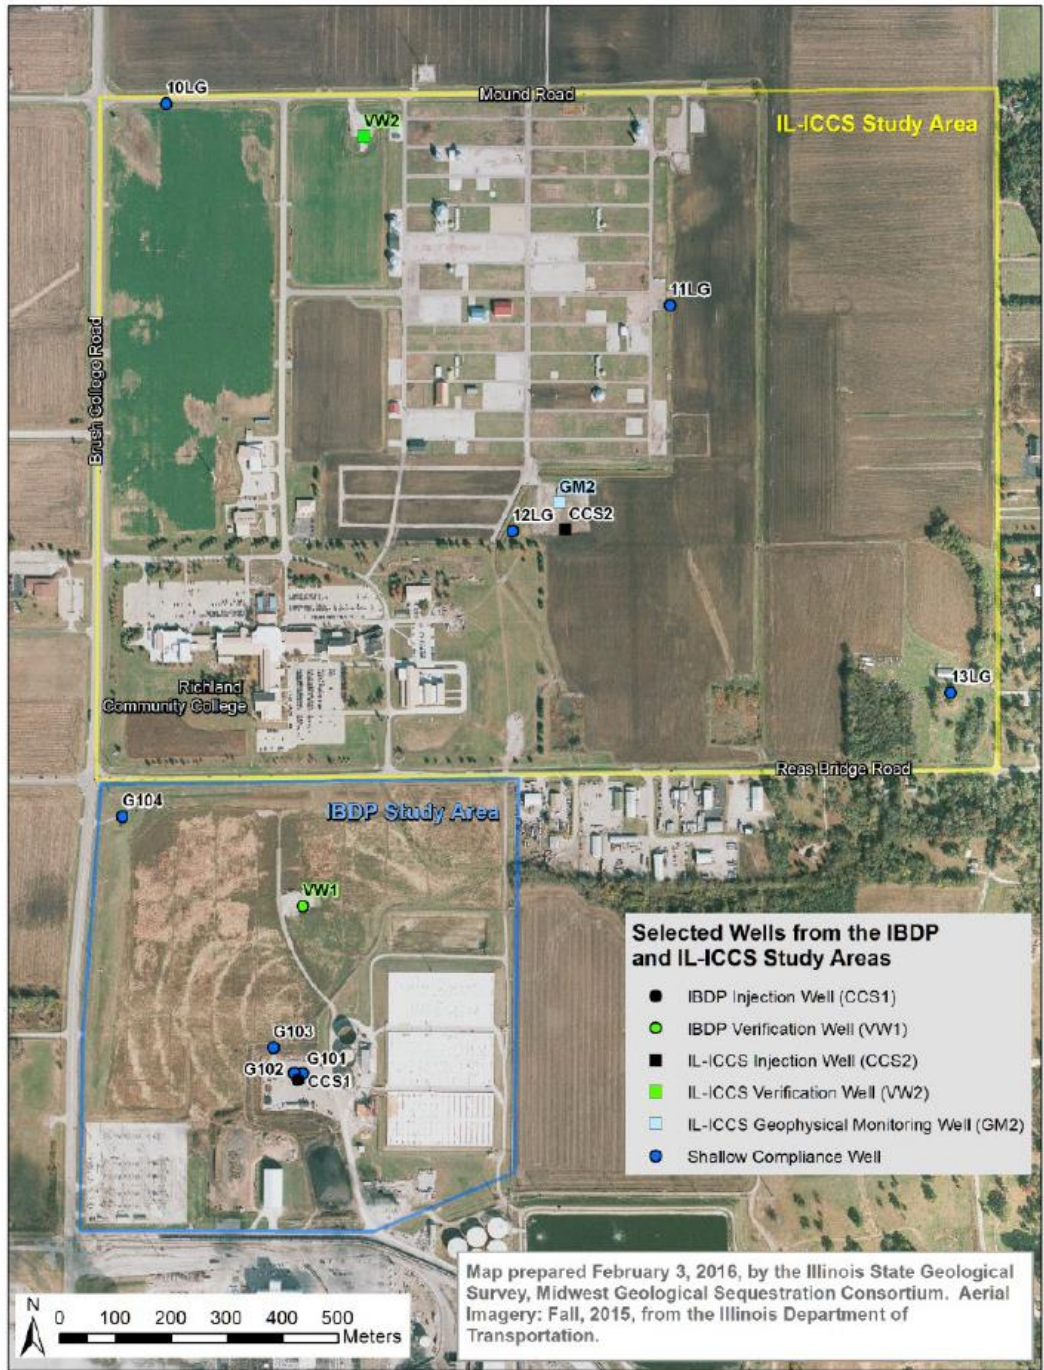 10LG
Mound Road
VW2
IL-ICCS Study Area
11LG
Brush College Road
GM2
12LG
CCS2
13LG
Richland
Community College
Reas Bridge Road
G104
IBDP Study Area
VW1
G103
G101
G102
CCS1
Selected Wells from the IBDP
and IL-ICCS Study Areas
IBDP Injection Well (CCS1)
IBDP Verification Well (VW1)
IL-ICCS Injection Well (CCS2)
IL-ICCS Verification Well (VW2)
IL-ICCS Geophysical Monitoring Well (GM2)
Shallow Compliance Well
Map prepared February 3, 2016, by the Illinois State Geological
Survey, Midwest Geological Sequestration Consortium. Aerial
Imagery: Fall, 2015, from the Illinois Department of
Transportation.
N
0 100 200 300 400 500
Meters